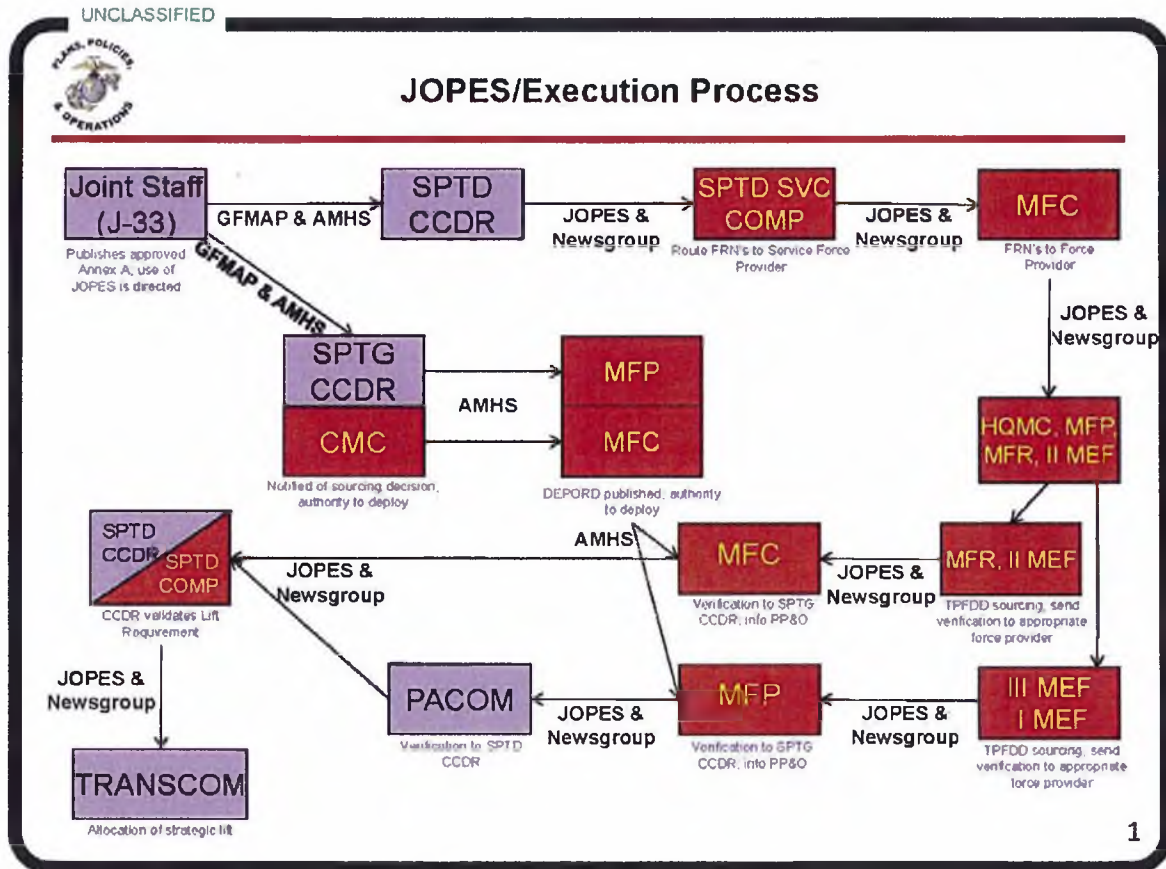 UNCLASSIFIED
PLANS, POLICIES,
& OPERATIONS
JOPES/Execution Process
Joint Staff
(J-33)
Publishes approved
Annex A, use of
JOPES is directed
GFMAP & AMHS
SPTD
CCDR
JOPES &
Newsgroup
SPTD SVC
COMP
Route FRN's to Service Force
Provider
JOPES &
Newsgroup
MFC
FRN's to Force
Provider
GFMAP & AMHS
JOPES &
Newsgroup
SPTG
CCDR
CMC
Notified of sourcing decision,
authority to deploy
AMHS
MFP
MFC
DEPORD published, authority
to deploy
HQMC, MFP,
MFR, II MEF
SPTD
CCDR
SPTD
COMP
CCDR validates Lift
Requirement
AMHS
JOPES &
Newsgroup
MFC
Verification to SPTG
CCDR, info PP&O
JOPES &
Newsgroup
MFR, II MEF
TPFDD sourcing, send
verification to appropriate
force provider
JOPES &
Newsgroup
PACOM
Verification to SPTD
CCDR
JOPES &
Newsgroup
MFP
Verification to SPTG
CCDR, info PP&O
JOPES &
Newsgroup
III MEF
I MEF
TPFDD sourcing, send
verification to appropriate
force provider
TRANSCOM
Allocation of strategic lift
1